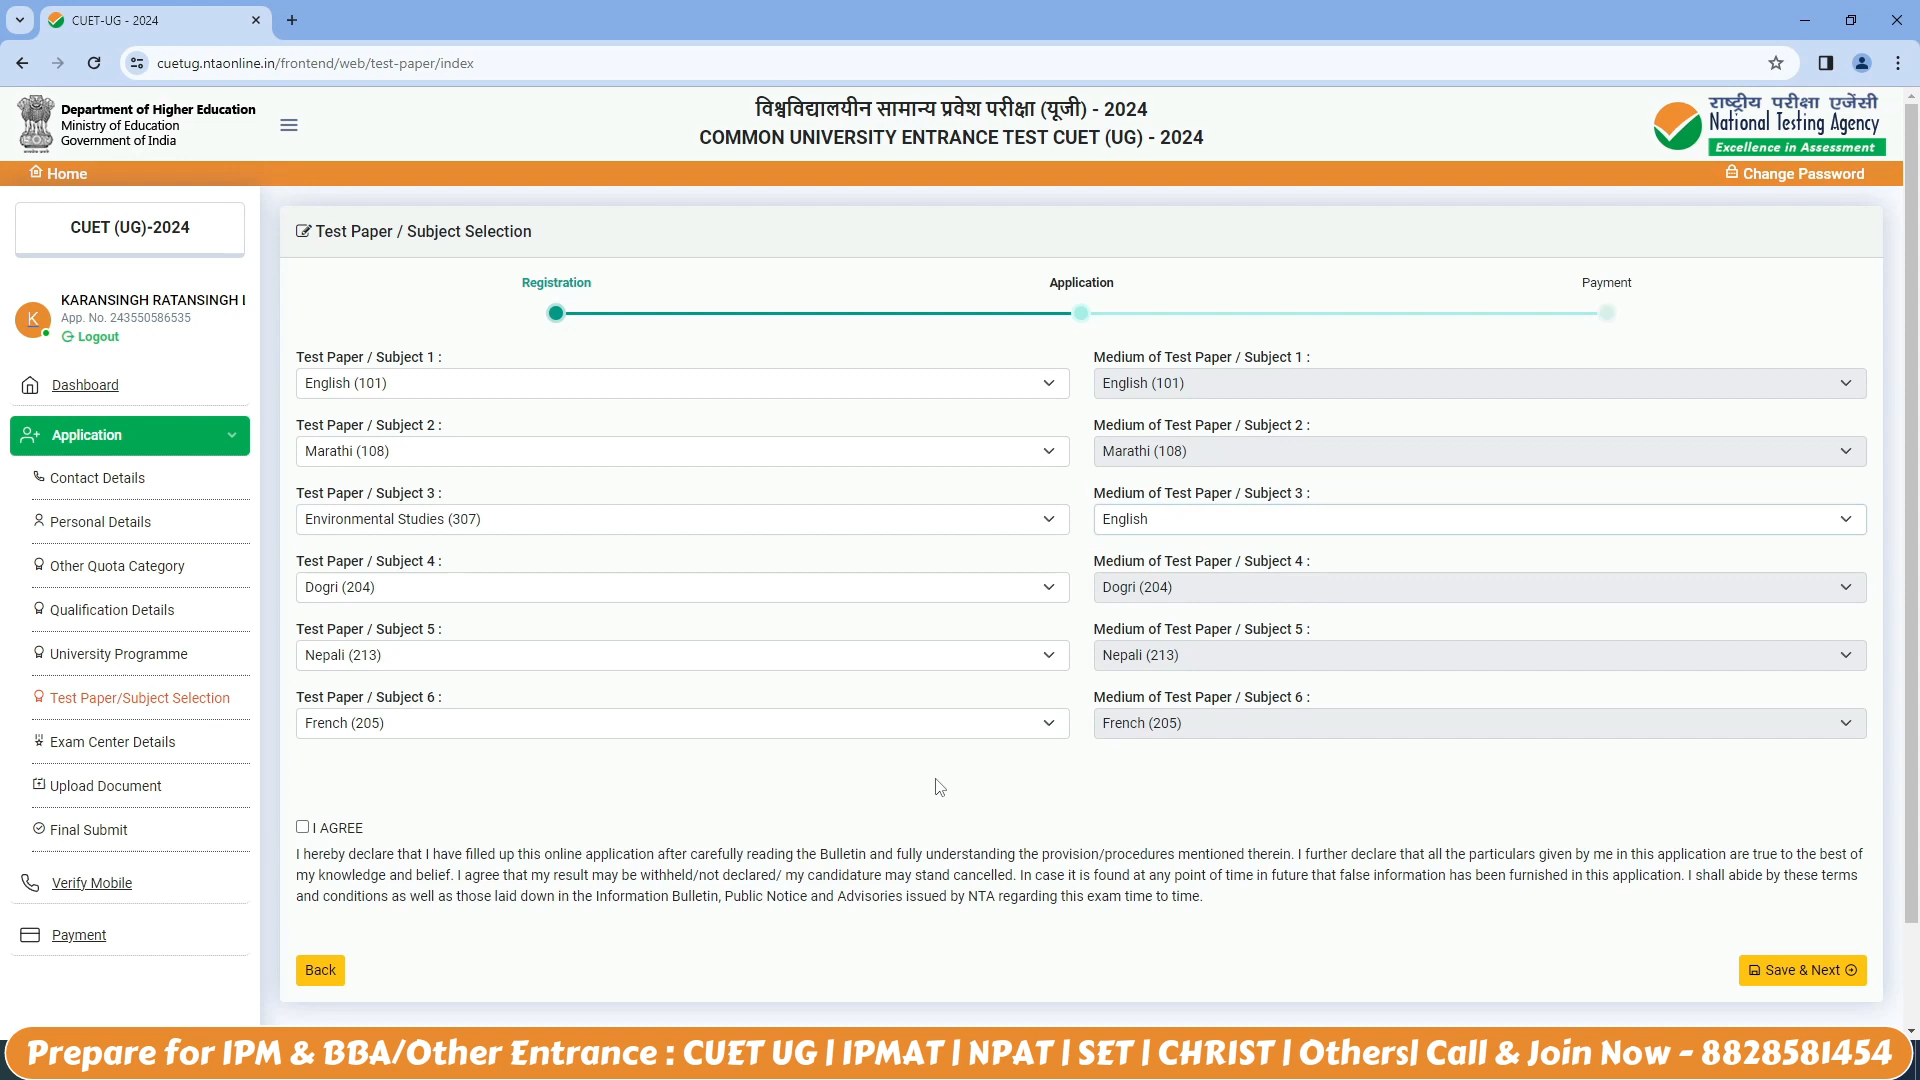 CUET-UG - 2024
cuetug.ntaonline.in/frontend/web/test-paper/index
Department of Higher Education
Ministry of Education
Government of India
विश्वविद्यालयीन सामान्य प्रवेश परीक्षा (यूजी) - 2024
COMMON UNIVERSITY ENTRANCE TEST CUET (UG) - 2024
राष्ट्रीय परीक्षा एजेंसी
National Testing Agency
Excellence in Assessment
Home
Change Password
CUET (UG)-2024
K
KARANSINGH RATANSINGH I
App. No. 243550586535
Logout
Dashboard
Application
Contact Details
Personal Details
Other Quota Category
Qualification Details
University Programme
Test Paper/Subject Selection
Exam Center Details
Upload Document
Final Submit
Verify Mobile
Payment
Test Paper / Subject Selection
Registration
Application
Payment
Test Paper / Subject 1 :
English (101)
Medium of Test Paper / Subject 1 :
English (101)
Test Paper / Subject 2 :
Marathi (108)
Medium of Test Paper / Subject 2 :
Marathi (108)
Test Paper / Subject 3 :
Environmental Studies (307)
Medium of Test Paper / Subject 3 :
English
Test Paper / Subject 4 :
Dogri (204)
Medium of Test Paper / Subject 4 :
Dogri (204)
Test Paper / Subject 5 :
Nepali (213)
Medium of Test Paper / Subject 5 :
Nepali (213)
Test Paper / Subject 6 :
French (205)
Medium of Test Paper / Subject 6 :
French (205)
I AGREE
I hereby declare that I have filled up this online application after carefully reading the Bulletin and fully understanding the provision/procedures mentioned therein. I further declare that all the particulars given by me in this application are true to the best of
my knowledge and belief. I agree that my result may be withheld/not declared/ my candidature may stand cancelled. In case it is found at any point of time in future that false information has been furnished in this application. I shall abide by these terms
and conditions as well as those laid down in the Information Bulletin, Public Notice and Advisories issued by NTA regarding this exam time to time.
Back
Save & Next
Prepare for IPM & BBA/Other Entrance : CUET UG | IPMAT | NPAT | SET | CHRIST | Others| Call & Join Now - 8828581454